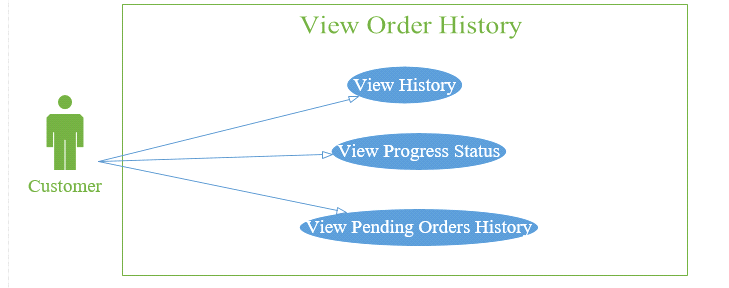 View Order History
View History
View Progress Status
Customer
View Pending Orders History